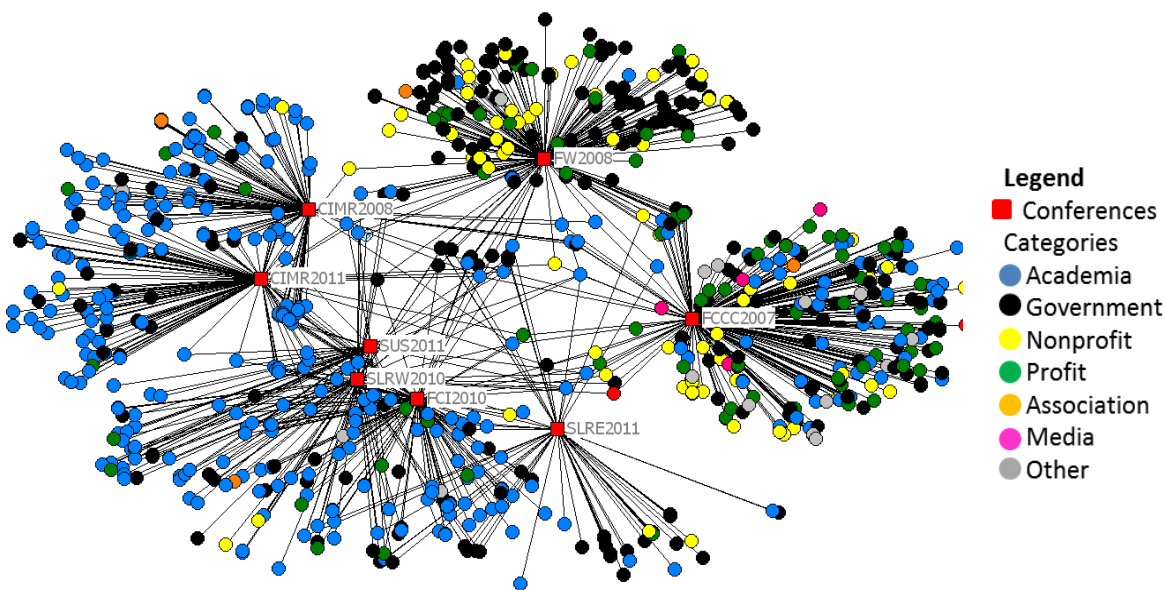 FW2008
CIMR2008
CIMR2011
FCCC2007
SUS2011
SLRW2010
FCI2010
SLRE2011
Legend
Conferences
Categories
Academia
Government
Nonprofit
Profit
Association
Media
Other